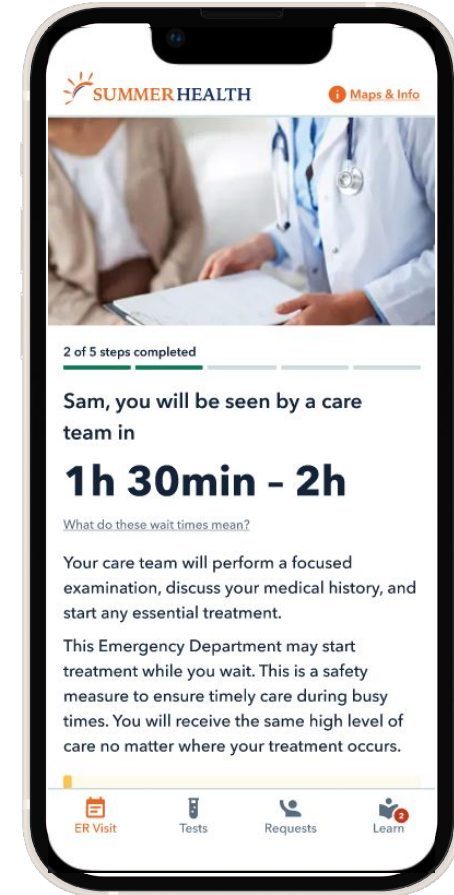 SUMMER HEALTH
i Maps & Info
2 of 5 steps completed
Sam, you will be seen by a care
team in
1h 30min – 2h
What do these wait times mean?
Your care team will perform a focused
examination, discuss your medical history, and
start any essential treatment.
This Emergency Department may start
treatment while you wait. This is a safety
measure to ensure timely care during busy
times. You will receive the same high level of
care no matter where your treatment occurs.
2
ER Visit Tests Requests Learn